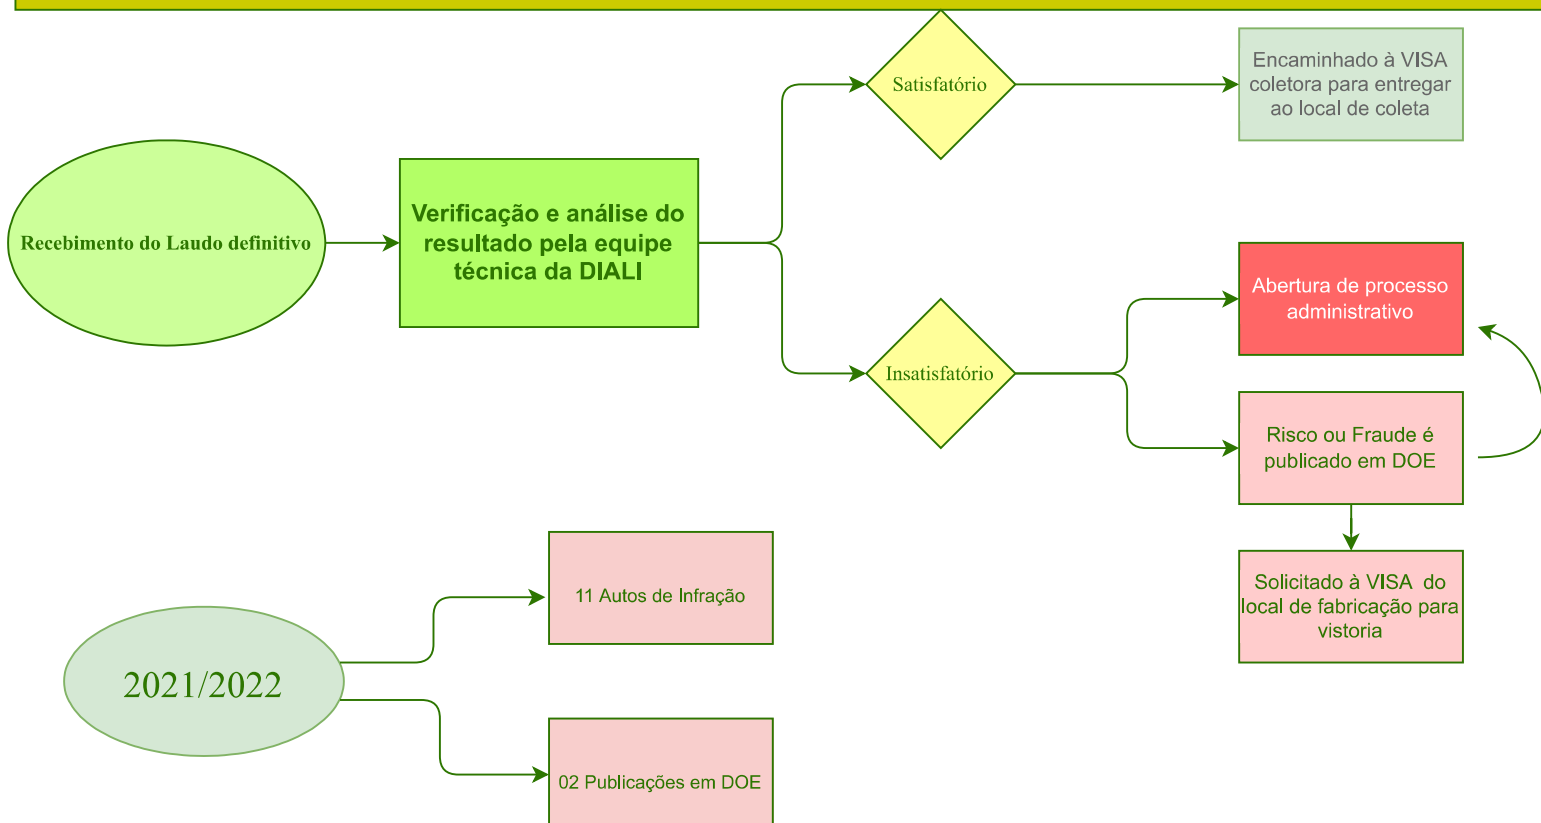 Satisfatório
Encaminhado à VISA
coletora para entregar
ao local de coleta
Recebimento do Laudo definitivo
Verificação e análise do
resultado pela equipe
técnica da DIALI
Abertura de processo
administrativo
Insatisfatório
Risco ou Fraude é
publicado em DOE
Solicitado à VISA do
local de fabricação para
vistoria
2021/2022
11 Autos de Infração
02 Publicações em DOE